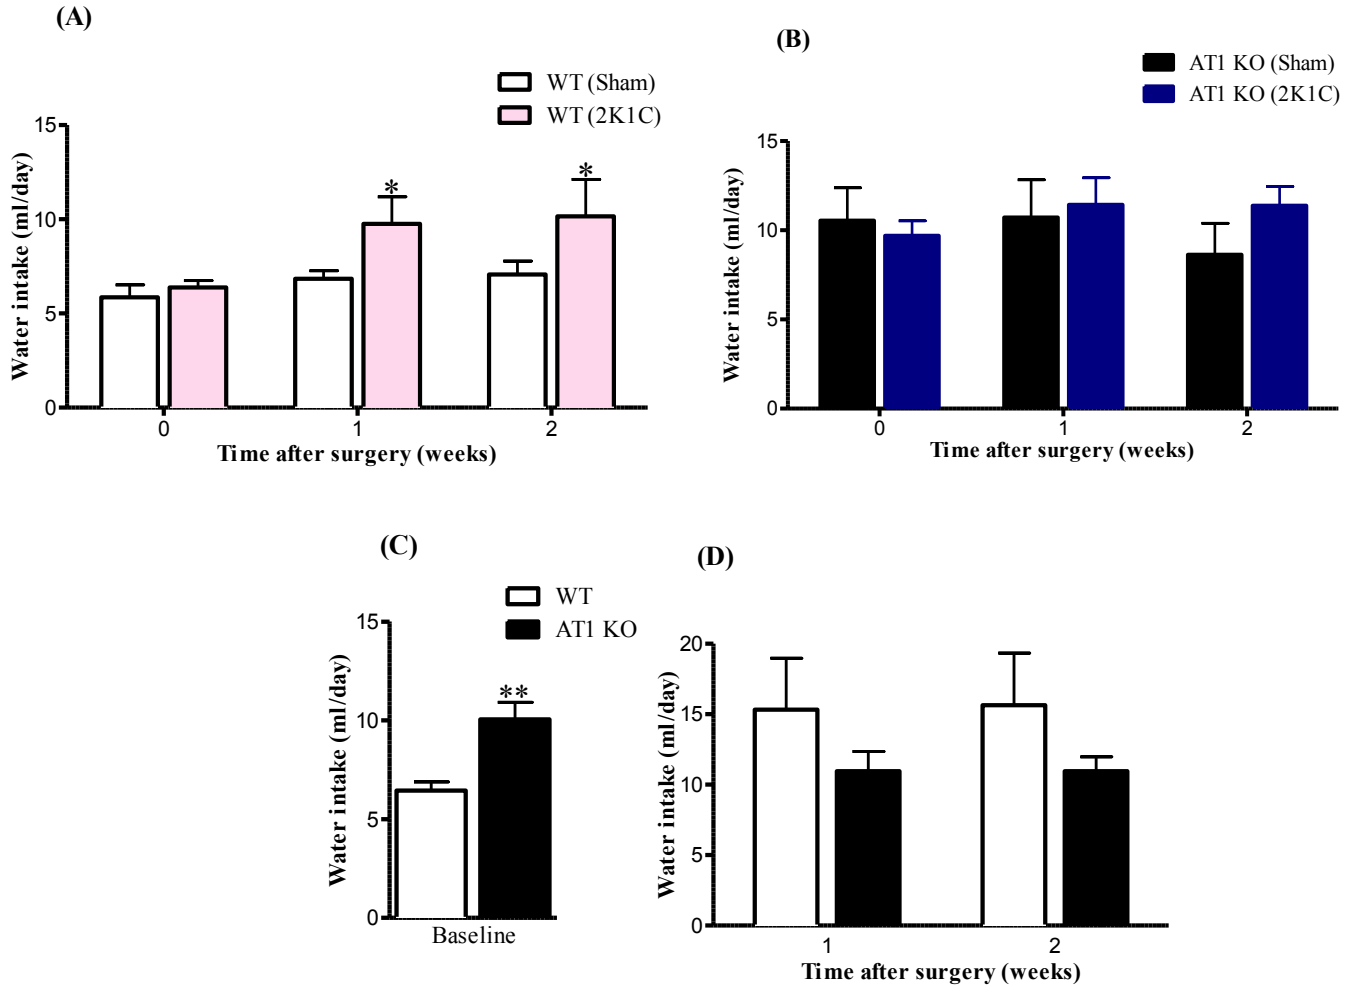 (A)
WT (Sham)
WT (2K1C)
15
10
5
0
Water intake (ml/day)
*
*
0
1
2
Time after surgery (weeks)
(B)
AT1 KO (Sham)
AT1 KO (2K1C)
15
10
5
0
Water intake (ml/day)
0
1
2
Time after surgery (weeks)
(C)
WT
AT1 KO
15
10
5
0
Water intake (ml/day)
**
Baseline
(D)
20
15
10
5
0
Water intake (ml/day)
1
2
Time after surgery (weeks)